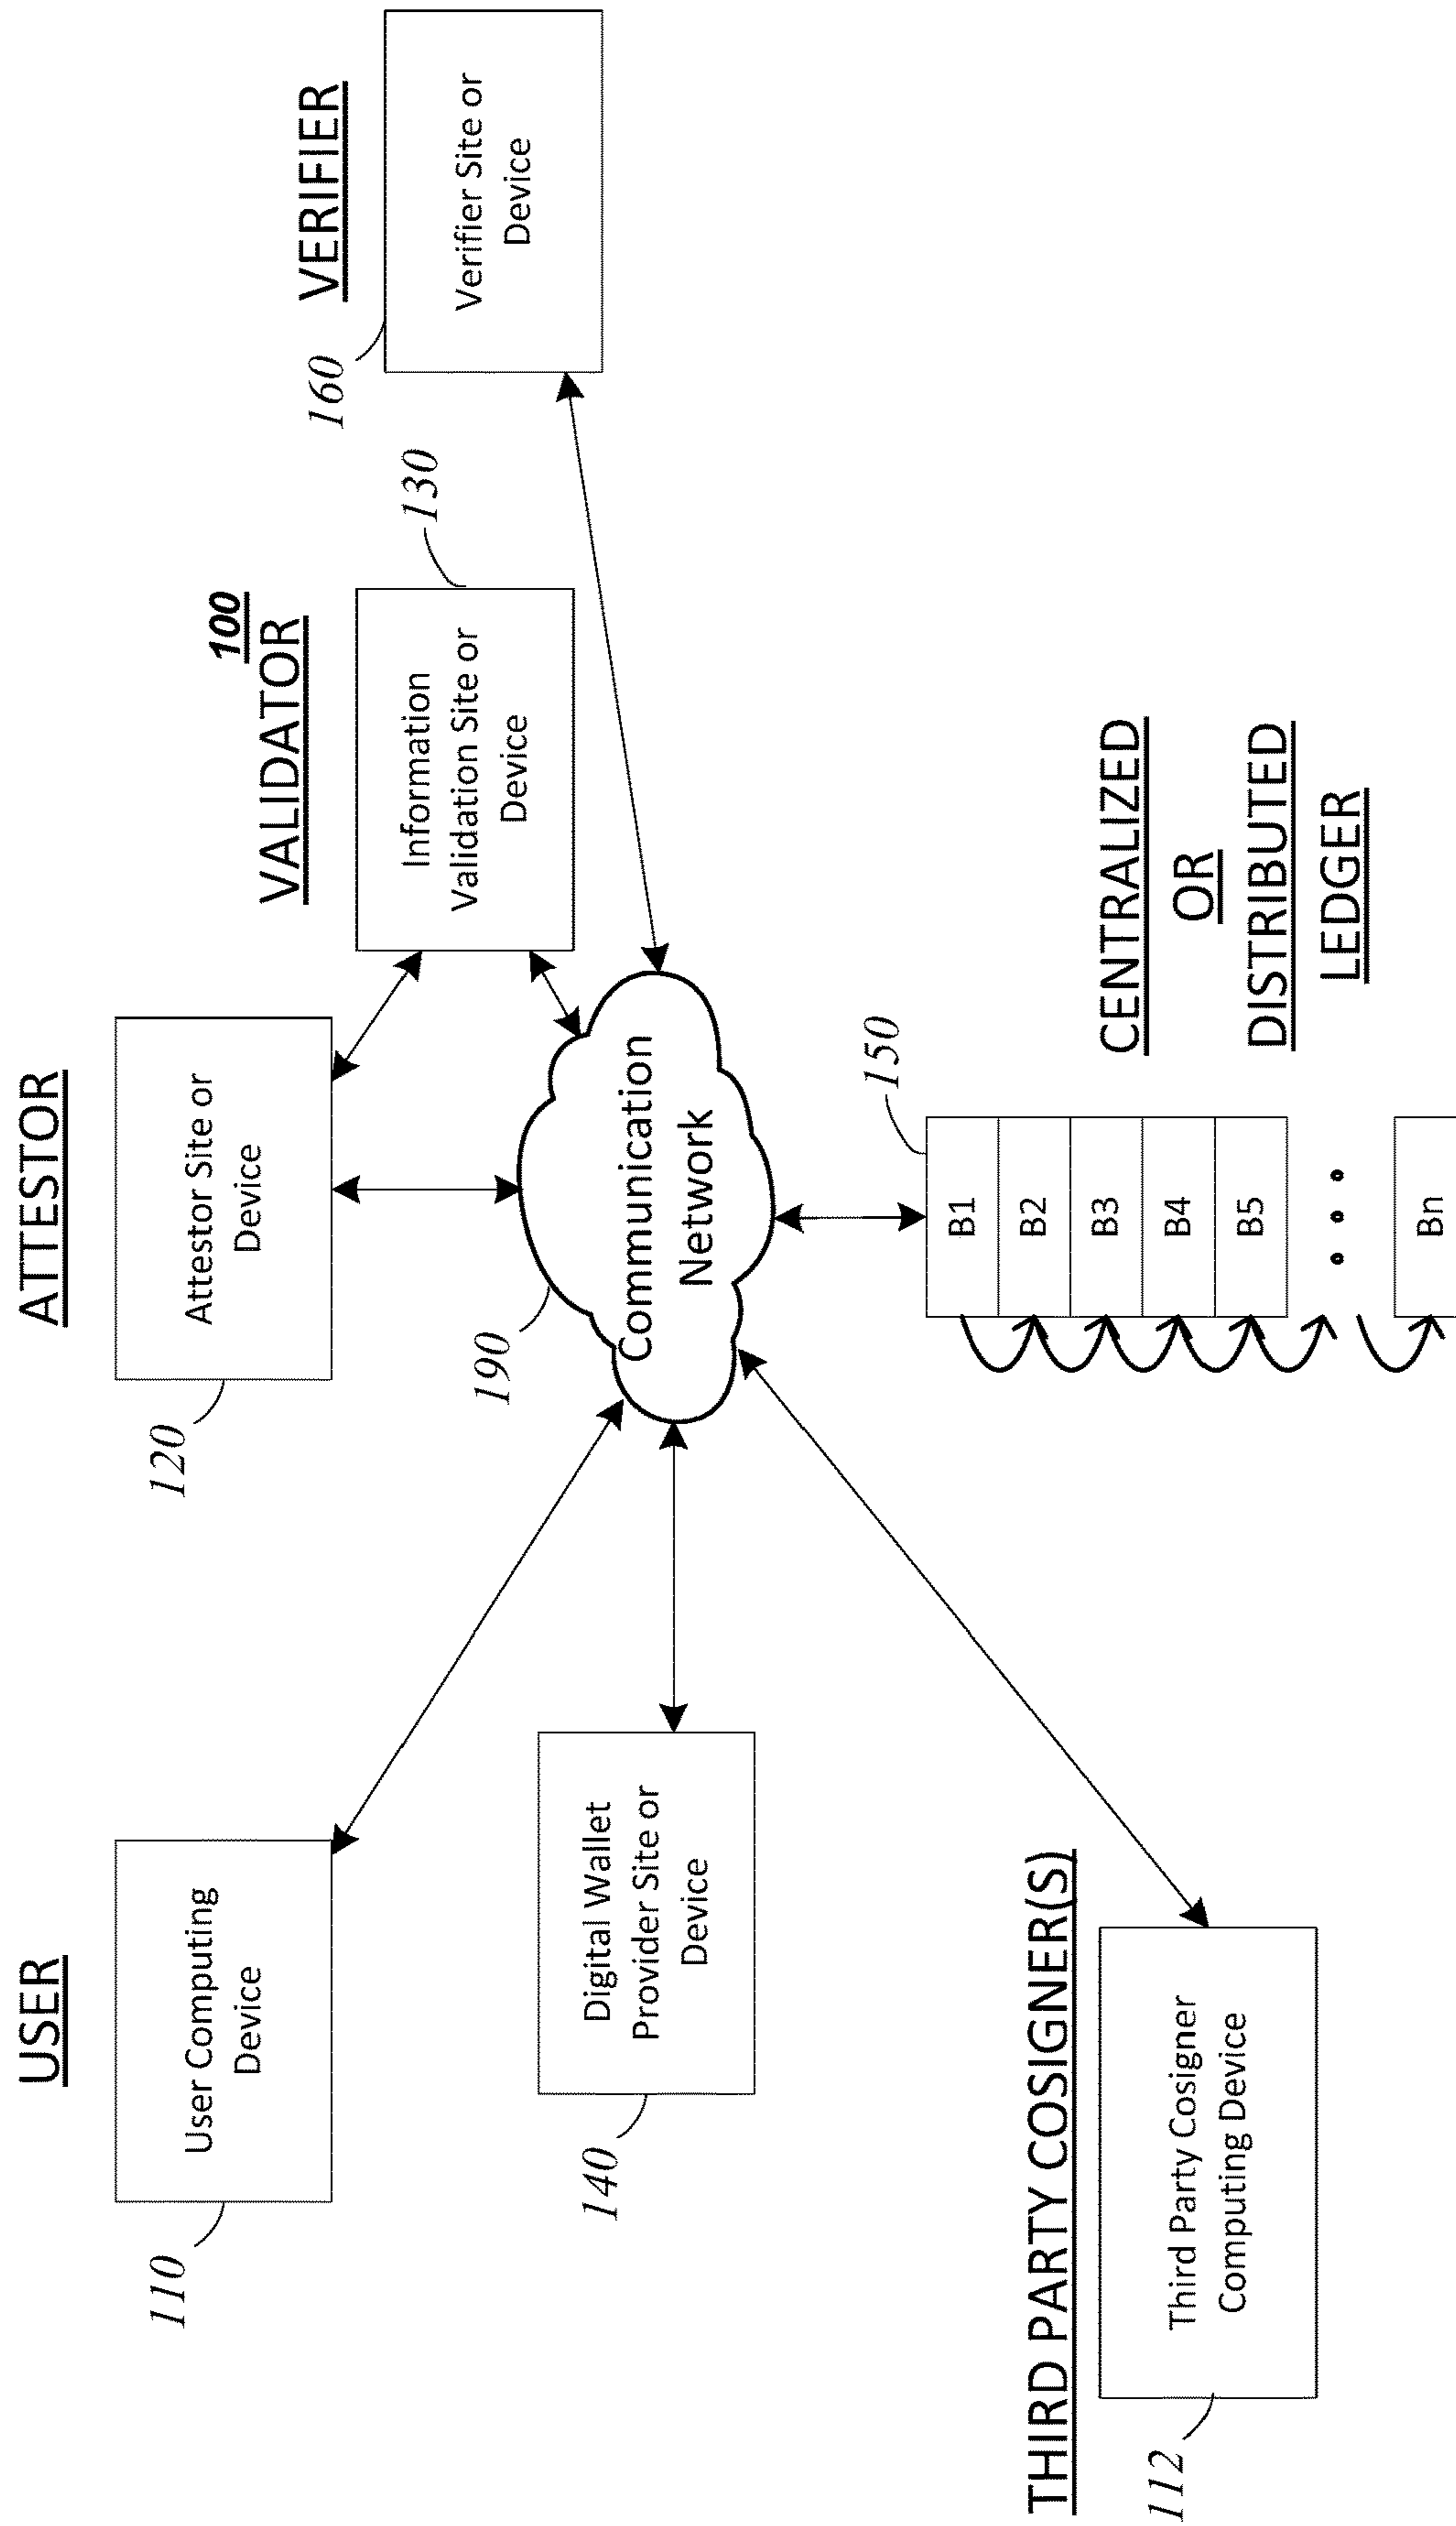 100
USER
ATTESTOR
VALIDATOR
VERIFIER
110
User Computing
Device
120
Attestor Site or
Device
130
Information
Validation Site or
Device
160
Verifier Site or
Device
140
Digital Wallet
Provider Site or
Device
190
Communication
Network
THIRD PARTY COSIGNER(S)
112
Third Party Cosigner
Computing Device
150
B1
B2
B3
B4
B5
Bn
CENTRALIZED
OR
DISTRIBUTED
LEDGER